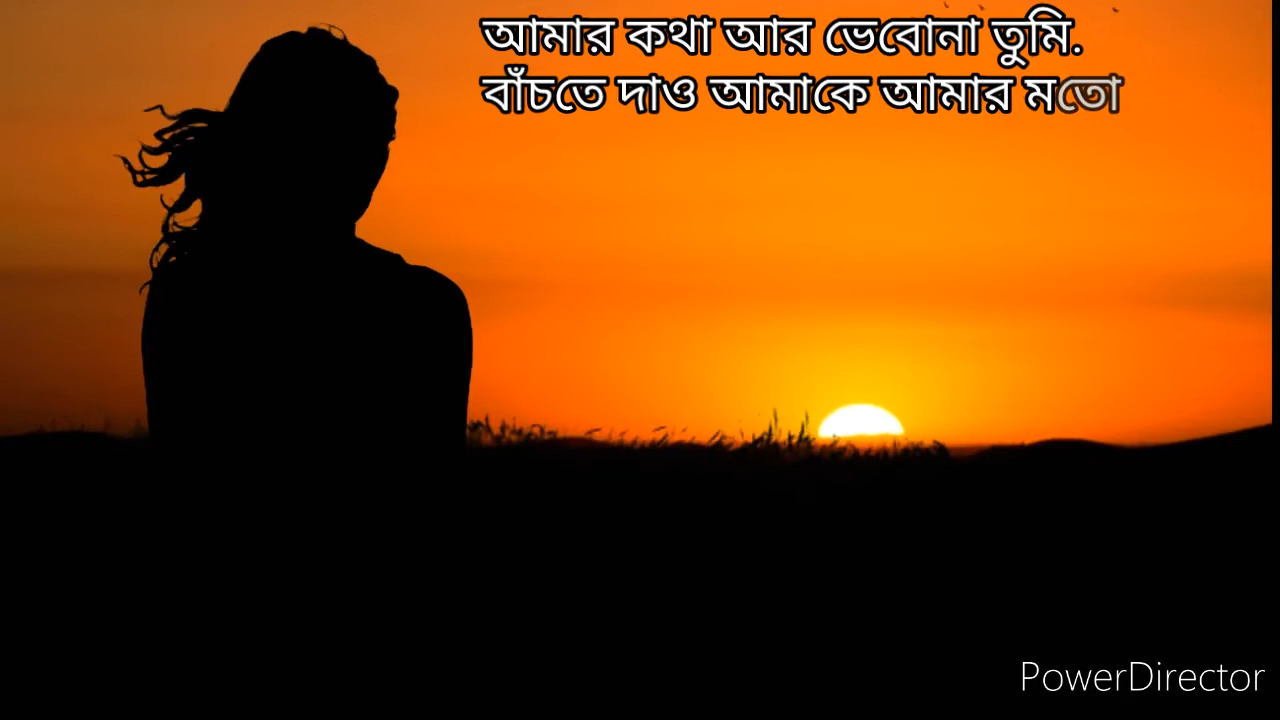 আমার কথা আর ভেবোনা তুমি.
বাঁচতে দাও আমাকে আমার মতো
PowerDirector